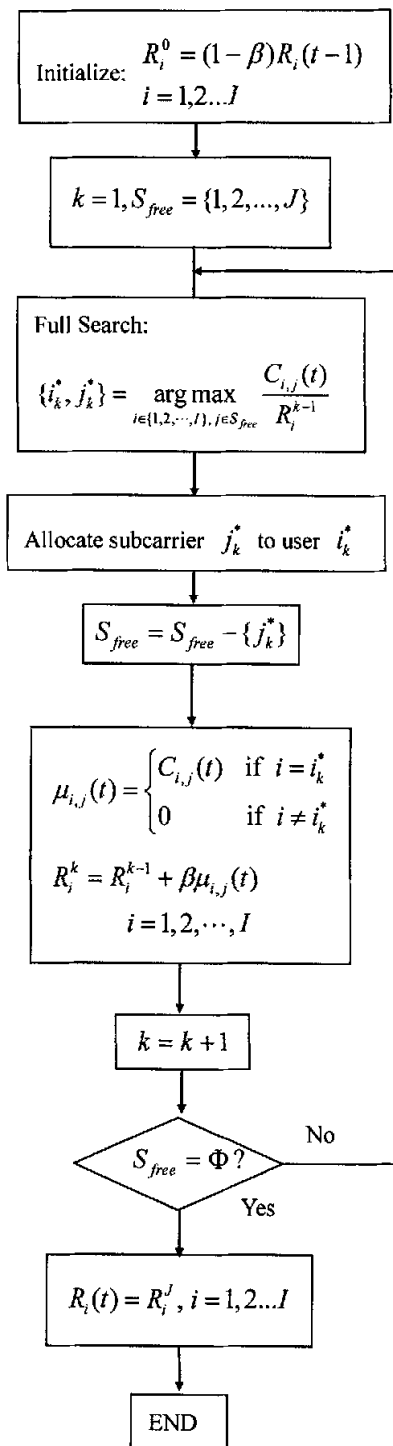 Initialize: R_i^0 = (1 − β)R_i(t − 1)
i = 1,2...I
k = 1, S_free = {1, 2, ..., J}
Full Search:
{i_k^*, j_k^*} = arg max_{i∈{1,2,⋯,I}, j∈S_free} C_{i,j}(t) / R_i^{k−1}
Allocate subcarrier j_k^* to user i_k^*
S_free = S_free − {j_k^*}
μ_{i,j}(t) = { C_{i,j}(t) if i = i_k^*
0 if i ≠ i_k^*
R_i^k = R_i^{k−1} + βμ_{i,j}(t)
i = 1, 2, ⋯, I
k = k + 1
No
S_free = Φ?
Yes
R_i(t) = R_i^J, i = 1,2...I
END